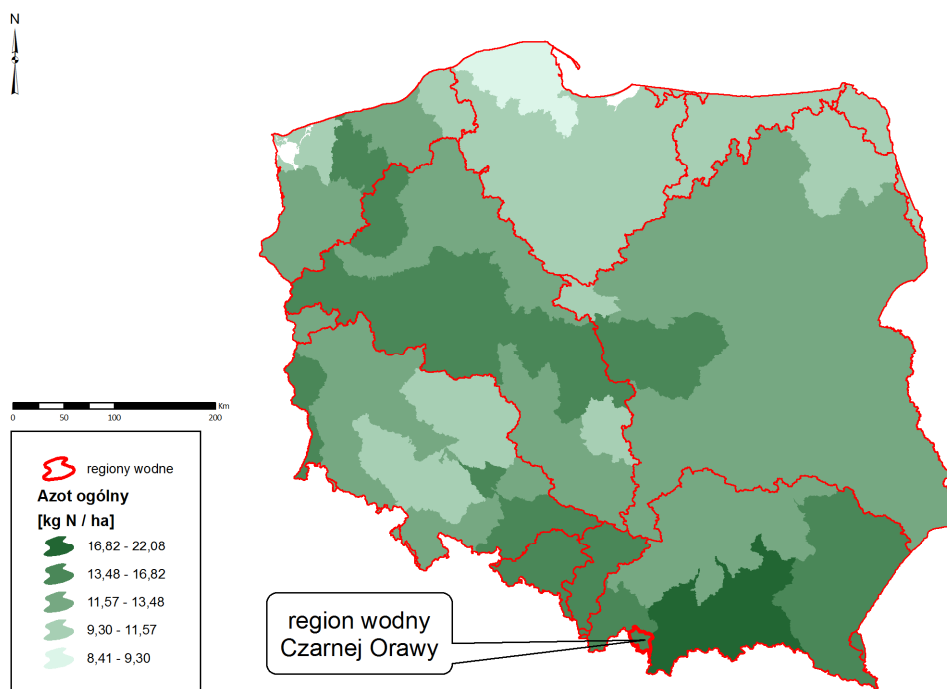 N
Km
0 50 100 200
regiony wodne
Azot ogólny
[kg N / ha]
16,82 - 22,08
13,48 - 16,82
11,57 - 13,48
9,30 - 11,57
8,41 - 9,30
region wodny
Czarnej Orawy